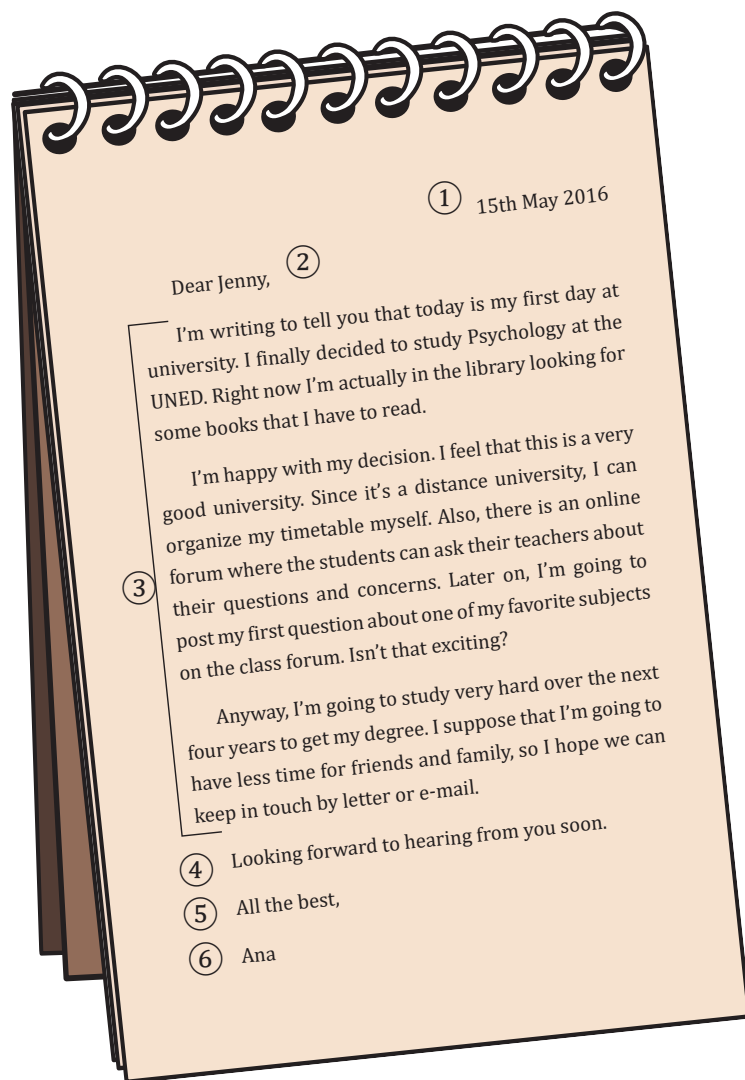 ① 15th May 2016
Dear Jenny, ②
I’m writing to tell you that today is my first day at
university. I finally decided to study Psychology at the
UNED. Right now I’m actually in the library looking for
some books that I have to read.
I’m happy with my decision. I feel that this is a very
good university. Since it’s a distance university, I can
organize my timetable myself. Also, there is an online
③ forum where the students can ask their teachers about
their questions and concerns. Later on, I’m going to
post my first question about one of my favorite subjects
on the class forum. Isn’t that exciting?
Anyway, I’m going to study very hard over the next
four years to get my degree. I suppose that I’m going to
have less time for friends and family, so I hope we can
keep in touch by letter or e-mail.
④ Looking forward to hearing from you soon.
⑤ All the best,
⑥ Ana